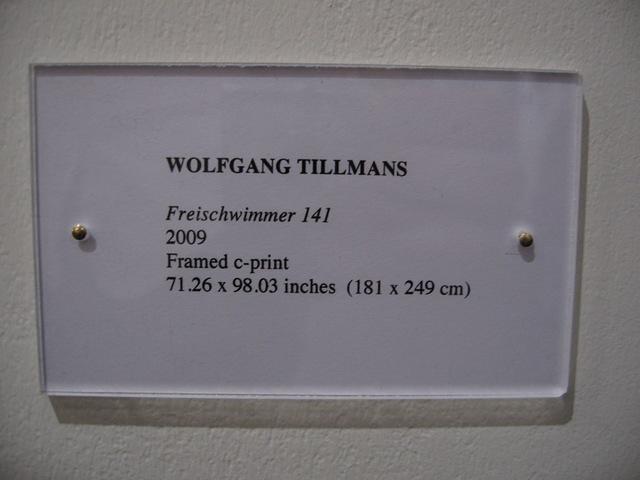 WOLFGANG TILLMANS
Freischwimmer 141
2009
Framed c-print
71.26 x 98.03 inches (181 x 249 cm)